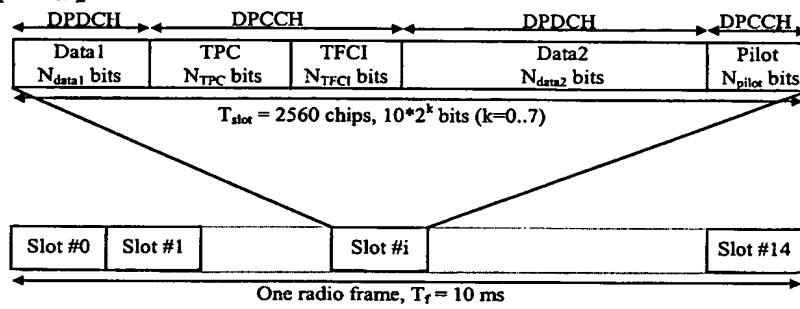 DPDCH DPCCH DPDCH DPCCH
Data1 TPC TFCI Data2 Pilot
N_data1 bits N_TPC bits N_TFCI bits N_data2 bits N_pilot bits
T_slot = 2560 chips, 10*2^k bits (k=0..7)
Slot #0 Slot #1 Slot #i Slot #14
One radio frame, T_f = 10 ms